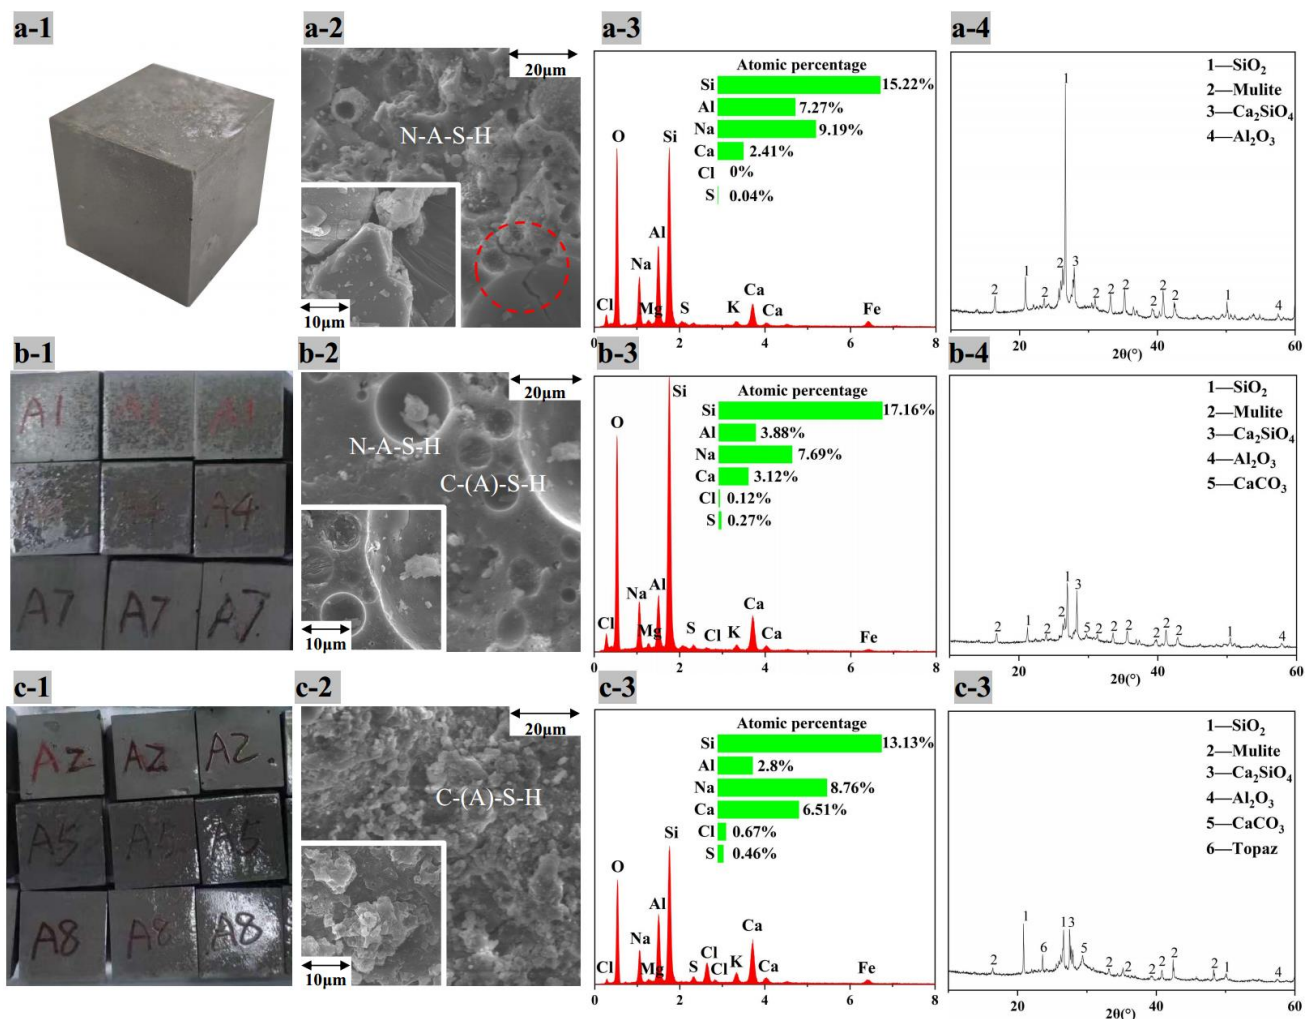 a-1
a-2
20μm
N-A-S-H
10μm
a-3
Atomic percentage
Si 15.22%
Al 7.27%
Na 9.19%
Ca 2.41%
Cl 0%
S 0.04%
O
Si
Al
Na
Cl
Mg
S
K
Ca
Ca
Fe
0 2 4 6 8
a-4
1—SiO₂
2—Mulite
3—Ca₂SiO₄
4—Al₂O₃
1
2 1 2 2 3 2 2 2 2 2 2 1 4
20 40 60
2θ(°)
b-1
A1 A1 A1
A4 A4
A7 A7 A7
b-2
20μm
N-A-S-H
C-(A)-S-H
10μm
b-3
Atomic percentage
Si 17.16%
Al 3.88%
Na 7.69%
Ca 3.12%
Cl 0.12%
S 0.27%
Si
O
Al
Na
Cl
Mg
S
Cl
K
Ca
Ca
Fe
0 2 4 6 8
b-4
1—SiO₂
2—Mulite
3—Ca₂SiO₄
4—Al₂O₃
5—CaCO₃
1
3
2 1 2 2 5 2 2 2 2 2 2 1 4
20 40 60
2θ(°)
c-1
A2 A2 A2
A5 A5 A5
A8 A8 A8
c-2
20μm
C-(A)-S-H
10μm
c-3
Atomic percentage
Si 13.13%
Al 2.8%
Na 8.76%
Ca 6.51%
Cl 0.67%
S 0.46%
Si
O
Al
Na
Cl
Mg
S
Cl
Cl
K
Ca
Ca
Fe
0 2 4 6 8
c-3
1—SiO₂
2—Mulite
3—Ca₂SiO₄
4—Al₂O₃
5—CaCO₃
6—Topaz
2 1 6 1 3 5 2 2 2 2 2 2 1 4
20 40 60
2θ(°)